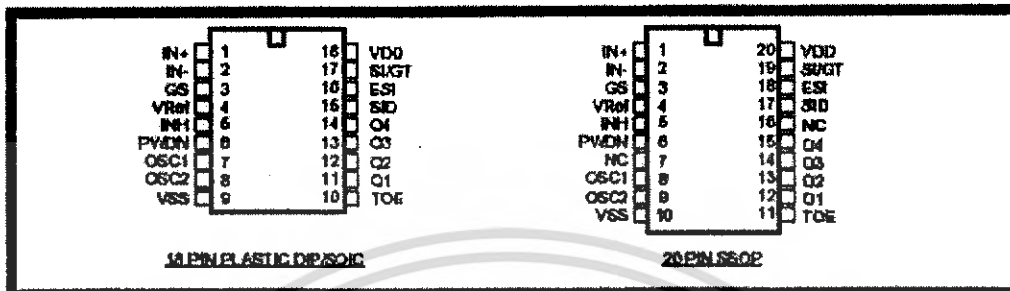 IN+ 1 18 VDD
IN- 2 17 St/GT
GS 3 16 ESt
VRef 4 15 StD
INH 5 14 Q4
PWDN 6 13 Q3
OSC1 7 12 Q2
OSC2 8 11 Q1
VSS 9 10 TOE
18 PIN PLASTIC DIP/SOIC
IN+ 1 20 VDD
IN- 2 19 St/GT
GS 3 18 ESt
VRef 4 17 StD
INH 5 16 NC
PWDN 6 15 Q4
NC 7 14 Q3
OSC1 8 13 Q2
OSC2 9 12 Q1
VSS 10 11 TOE
20 PIN SSOP